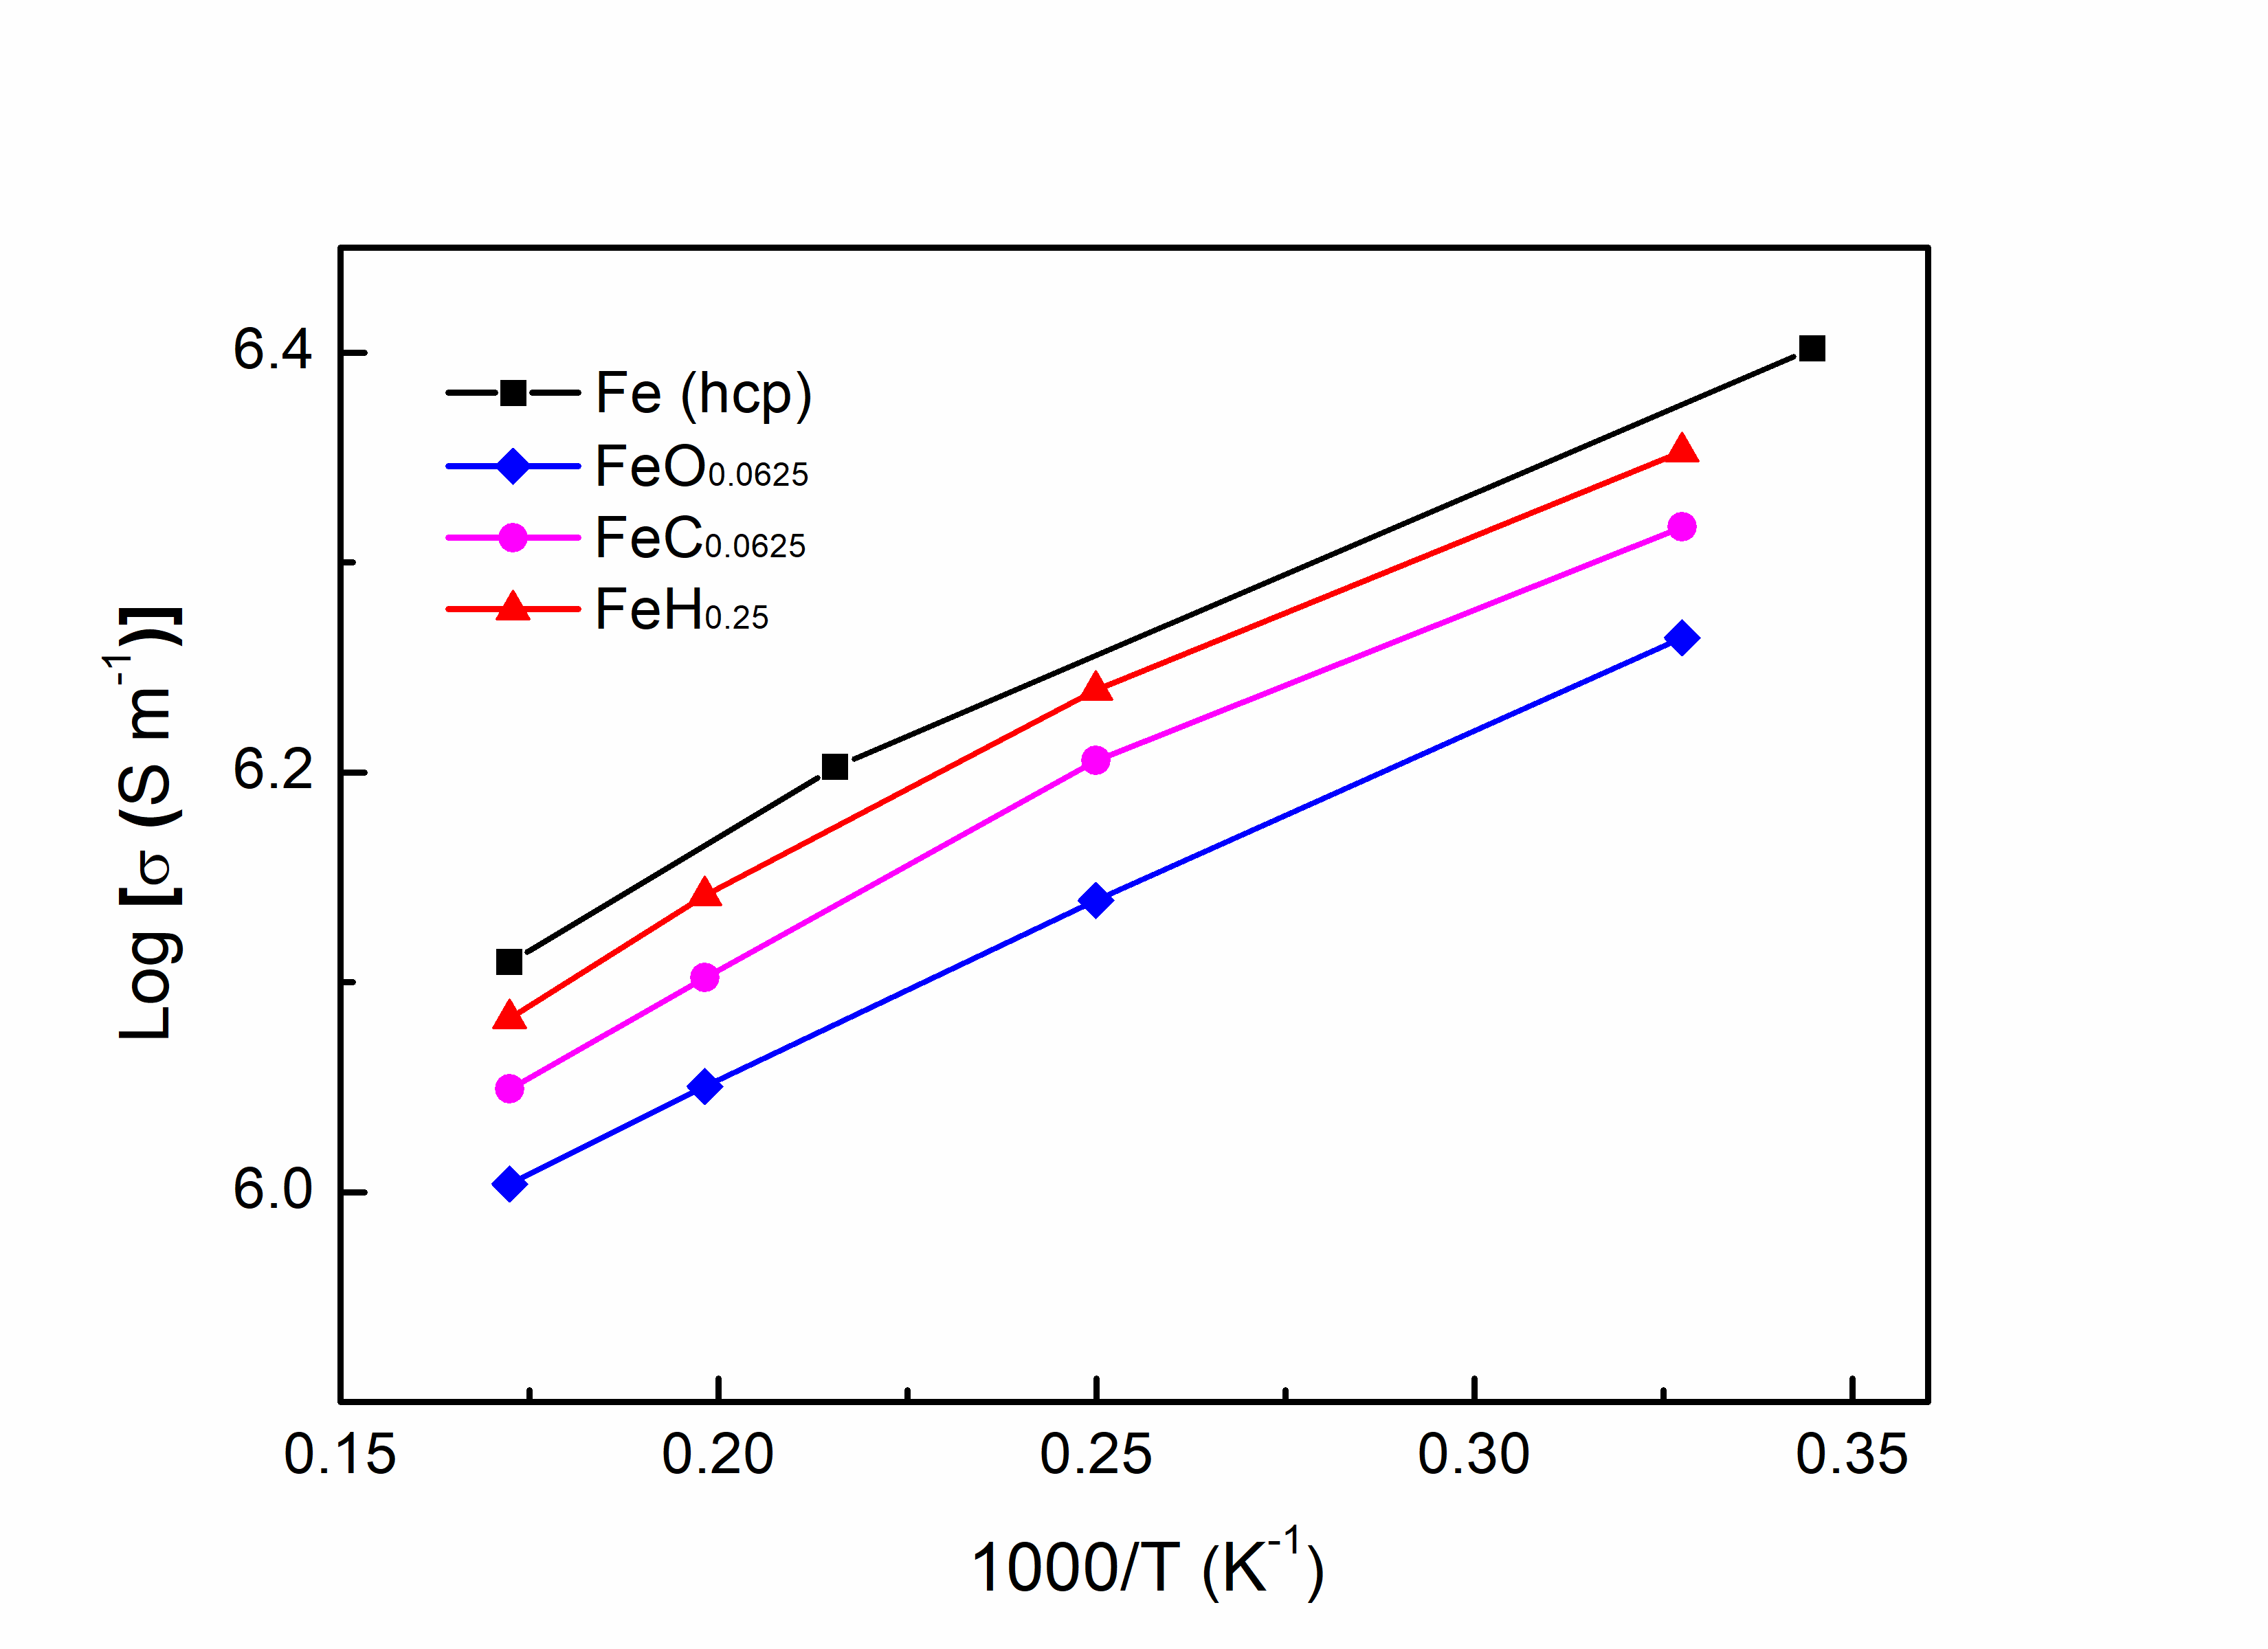 6.4
6.2
6.0
Log [σ (S m⁻¹)]
Fe (hcp)
FeO₀.₀₆₂₅
FeC₀.₀₆₂₅
FeH₀.₂₅
0.15 0.20 0.25 0.30 0.35
1000/T (K⁻¹)